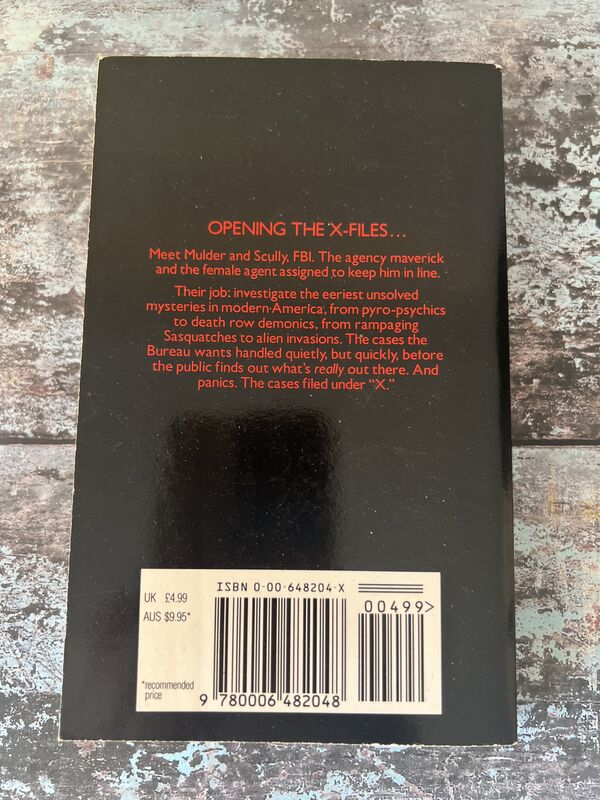 OPENING THE X-FILES...
Meet Mulder and Scully, FBI. The agency maverick
and the female agent assigned to keep him in line.
Their job: investigate the eeriest unsolved
mysteries in modern America, from pyro-psychics
to death row demonics, from rampaging
Sasquatches to alien invasions. The cases the
Bureau wants handled quietly, but quickly, before
the public finds out what's really out there. And
panics. The cases filed under “X.”
UK £4.99
AUS $9.95*
*recommended
price
ISBN 0-00-648204-X
00499>
9 780006 482048